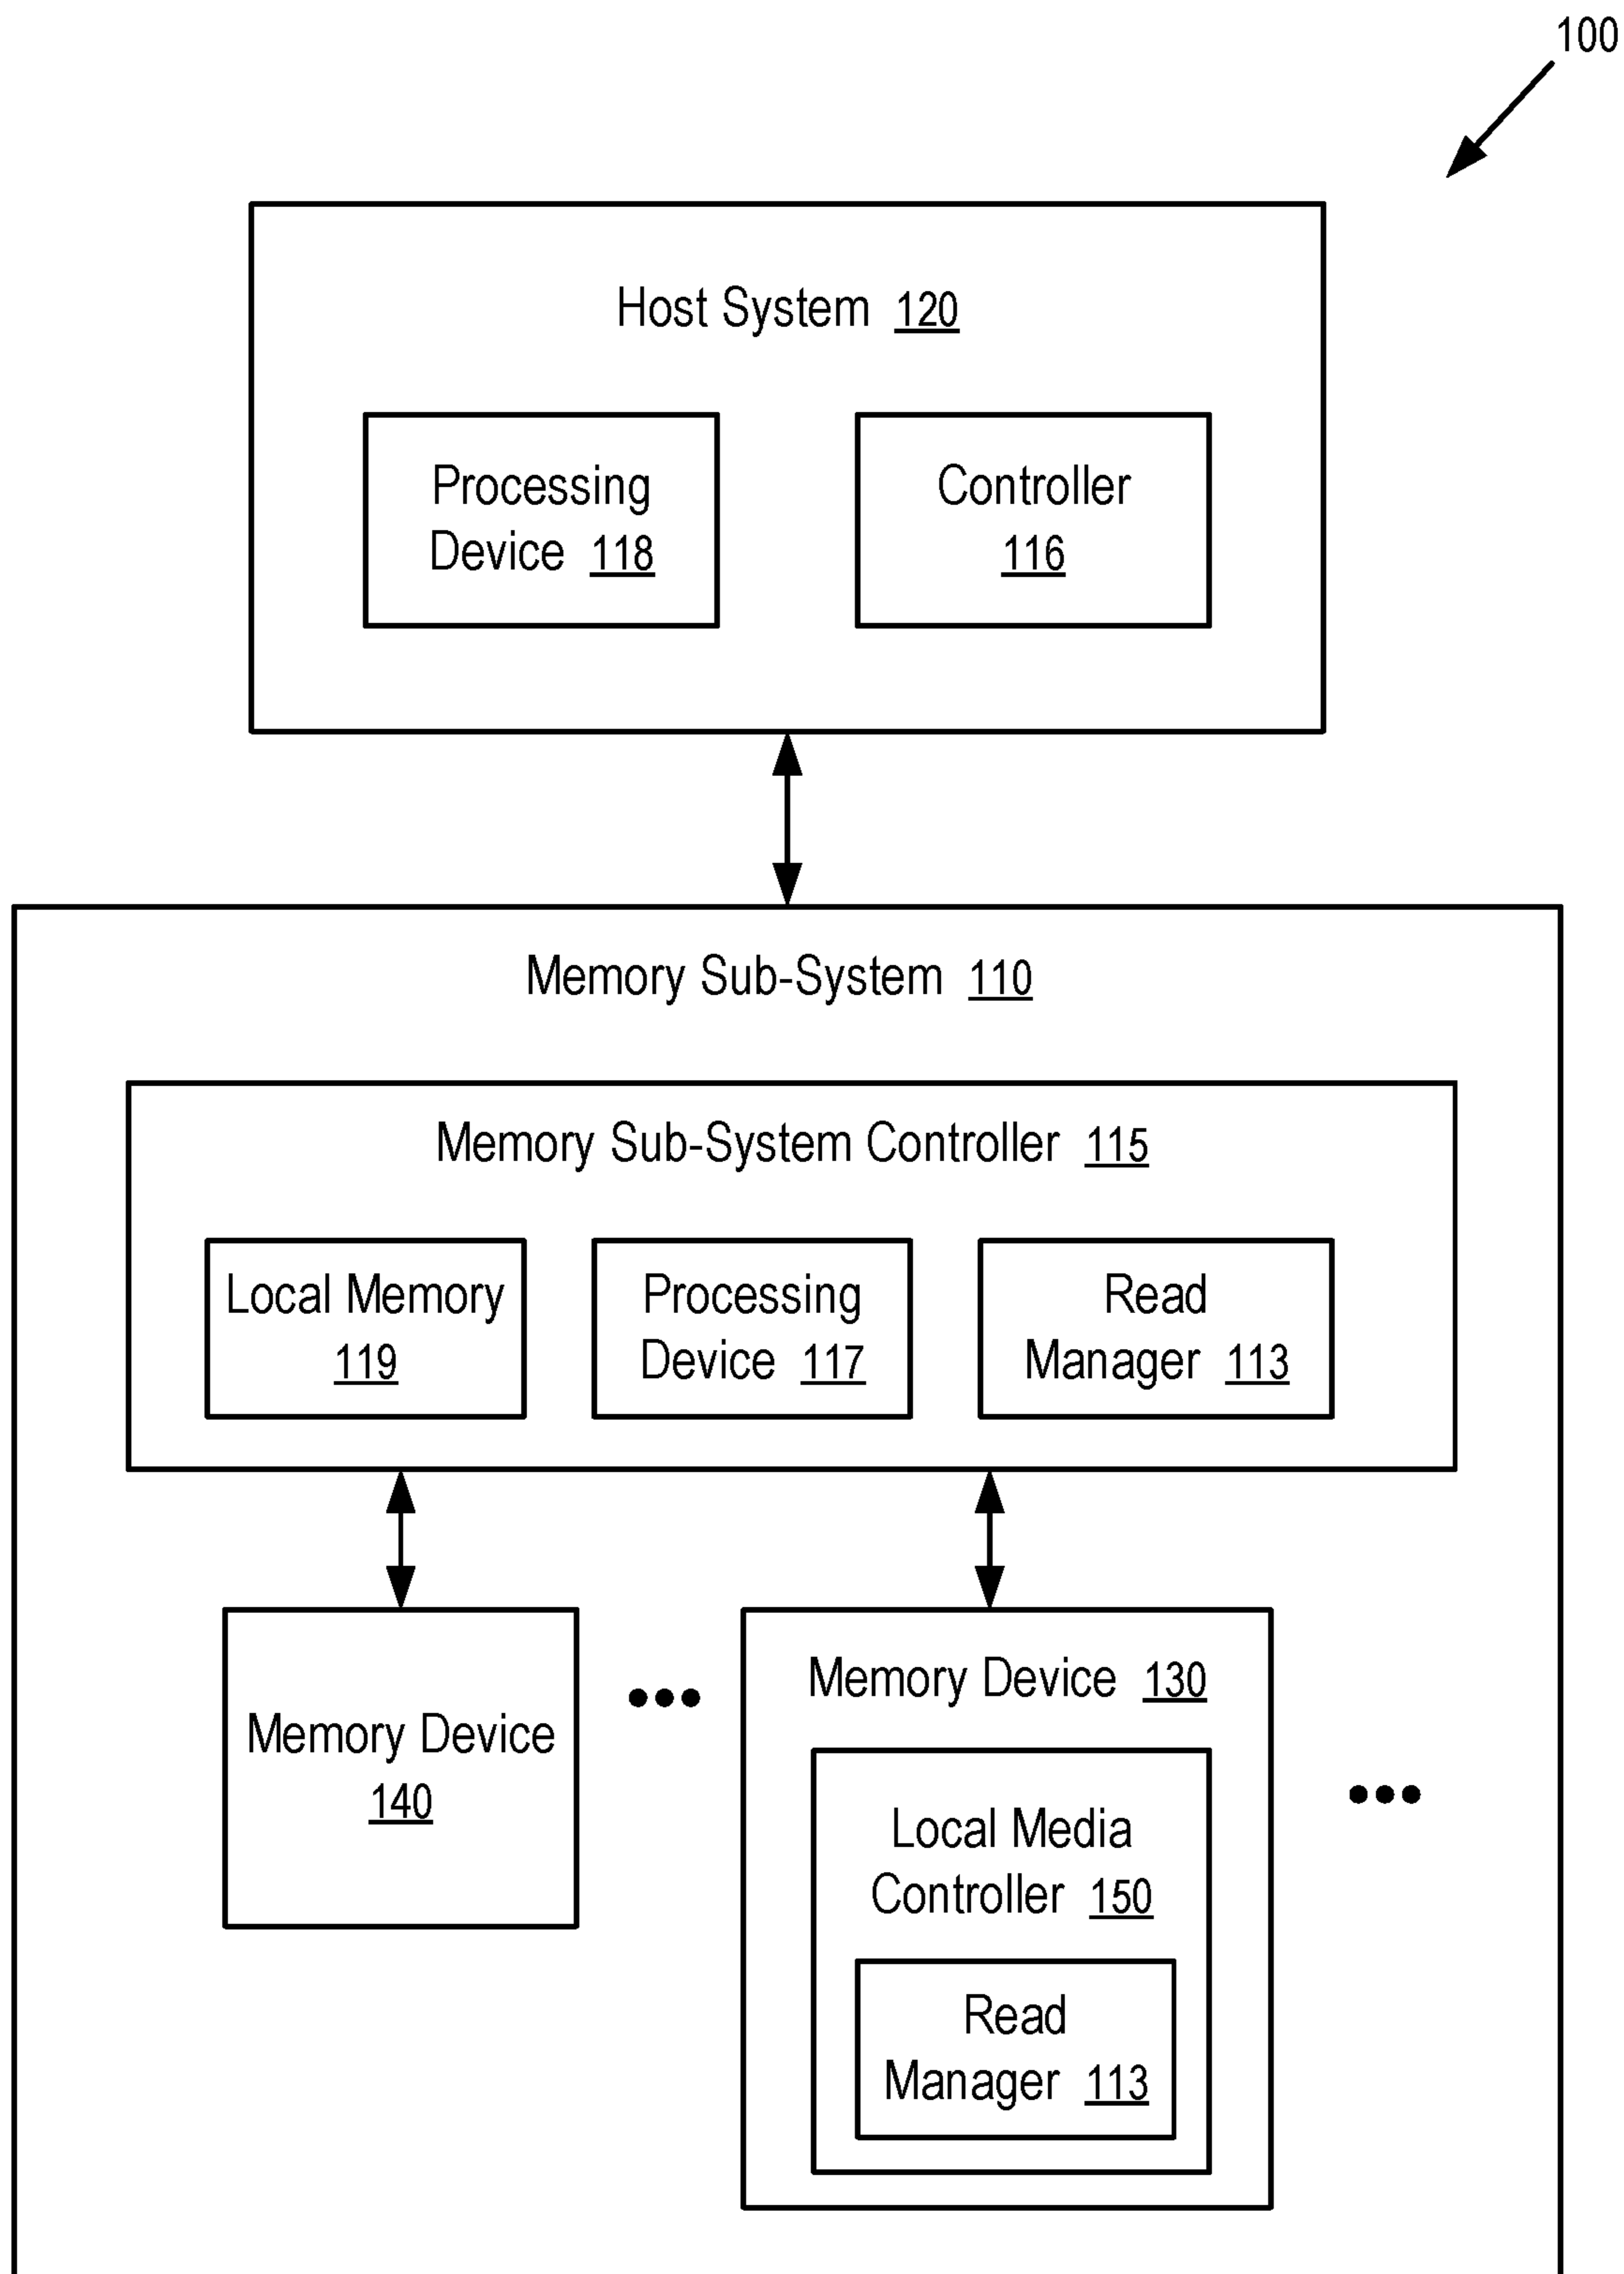 100
Host System 120
Processing
Device 118
Controller
116
Memory Sub-System 110
Memory Sub-System Controller 115
Local Memory
119
Processing
Device 117
Read
Manager 113
Memory Device
140
Memory Device 130
Local Media
Controller 150
Read
Manager 113